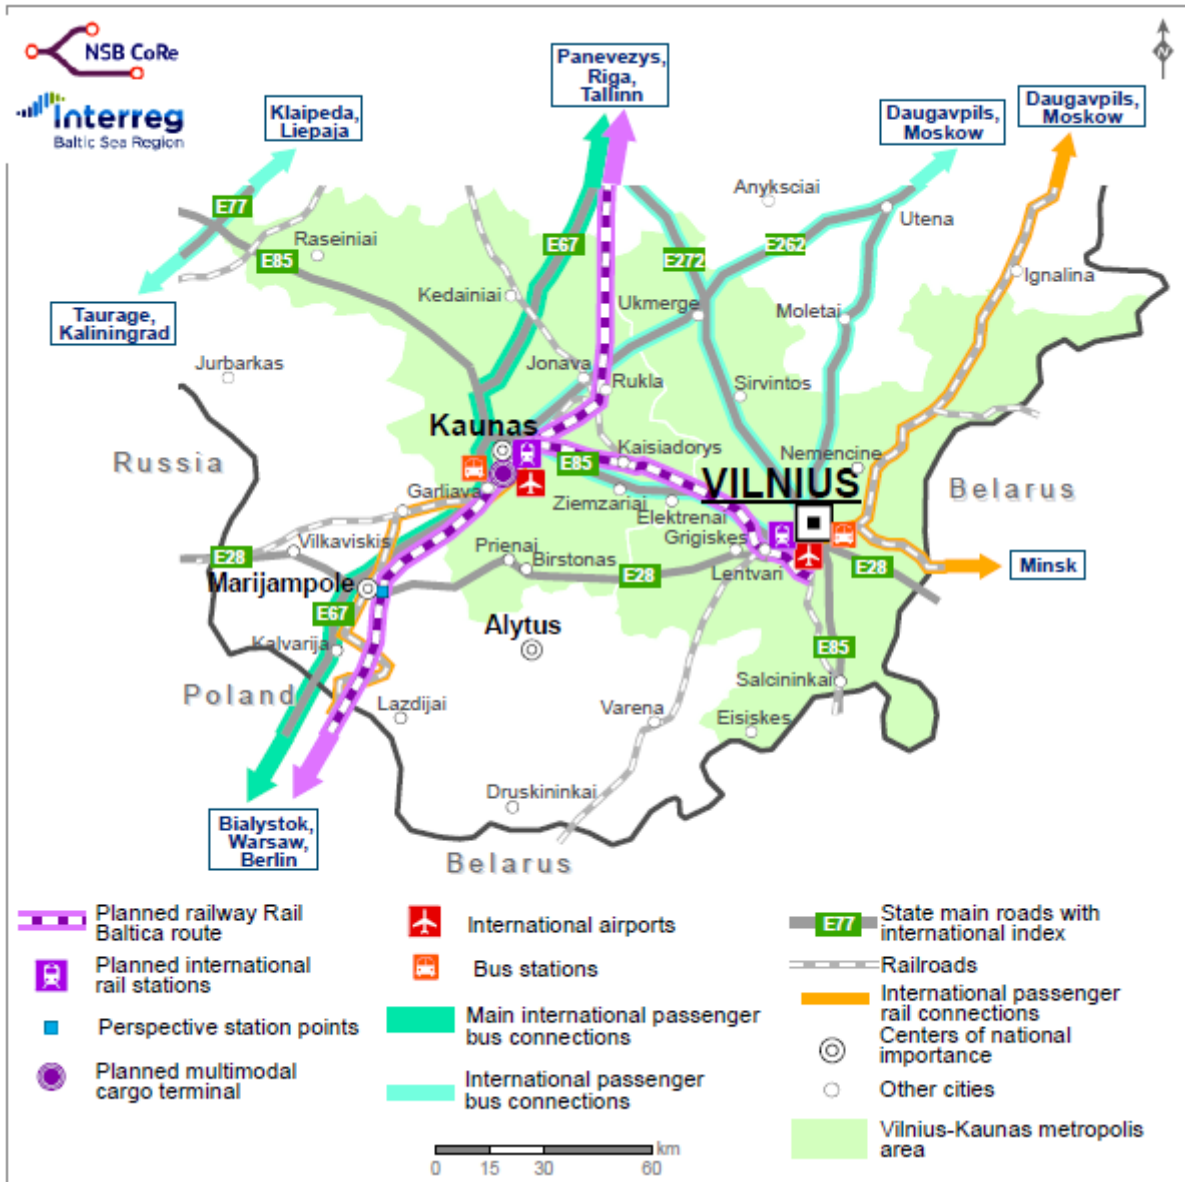 NSB CoRe
Interreg
Baltic Sea Region
N
Klaipeda,
Liepaja
Panevezys,
Riga,
Tallinn
Daugavpils,
Moskow
Daugavpils,
Moskow
Taurage,
Kaliningrad
E77
E85
Raseiniai
E67
Kedainiai
Anyksciai
Utena
E262
E272
Ukmerge
Moletai
Ignalina
Jurbarkas
Jonava
Rukla
Sirvintos
Kaunas
Kaisiadorys
Nemencine
Russia
E85
VILNIUS
Belarus
Garliava
Ziemzariai
Elektrenai
Grigiskes
Vilkaviskis
E28
Prienai
Birstonas
E28
Lentvan
E28
Minsk
Marijampole
E67
Alytus
Kalvarija
E85
Salcininkai
Poland
Lazdijai
Varena
Eisiskes
Druskininkai
Bialystok,
Warsaw,
Berlin
Belarus
Planned railway Rail
Baltica route
Planned international
rail stations
Perspective station points
Planned multimodal
cargo terminal
International airports
Bus stations
Main international passenger
bus connections
International passenger
bus connections
E77
State main roads with
international index
Railroads
International passenger
rail connections
Centers of national
importance
Other cities
Vilnius-Kaunas metropolis
area
km
0 15 30 60